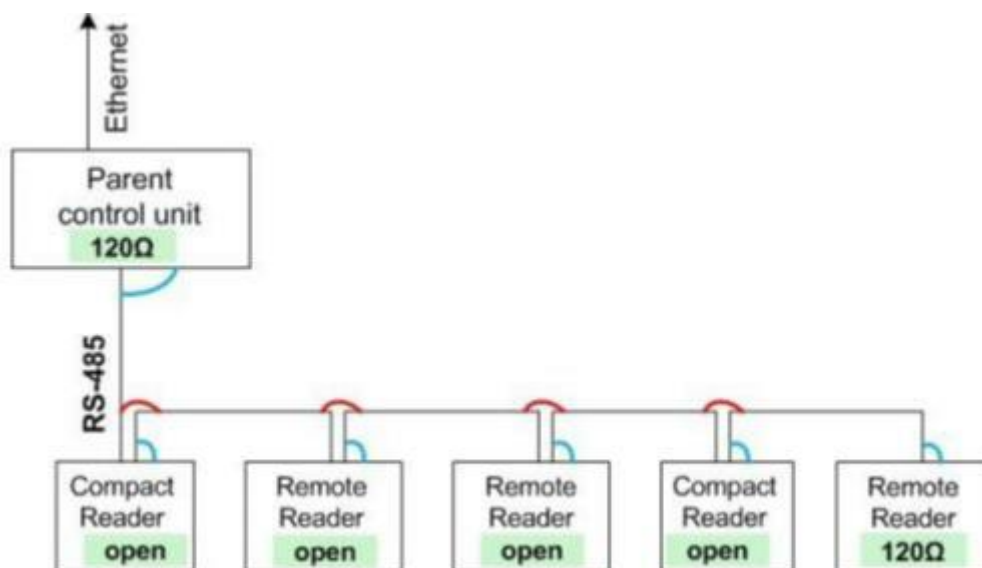 Ethernet
Parent
control unit
120Ω
RS-485
Compact
Reader
open
Remote
Reader
open
Remote
Reader
open
Compact
Reader
open
Remote
Reader
120Ω